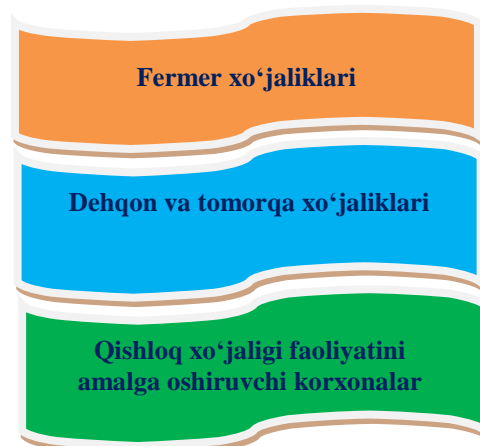 Fermer xo‘jaliklari
Dehqon va tomorqa xo‘jaliklari
Qishloq xo‘jaligi faoliyatini
amalga oshiruvchi korxonalar